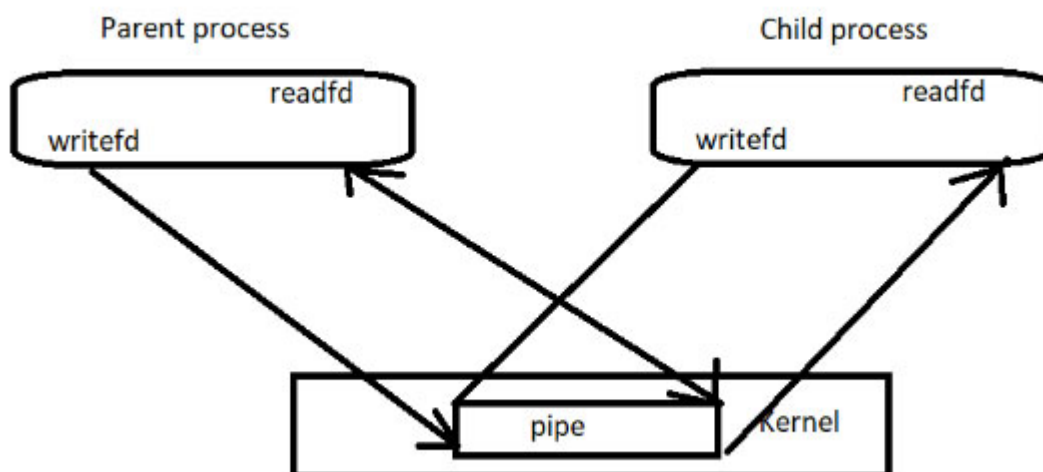 Parent process
Child process
readfd
readfd
writefd
writefd
pipe
Kernel